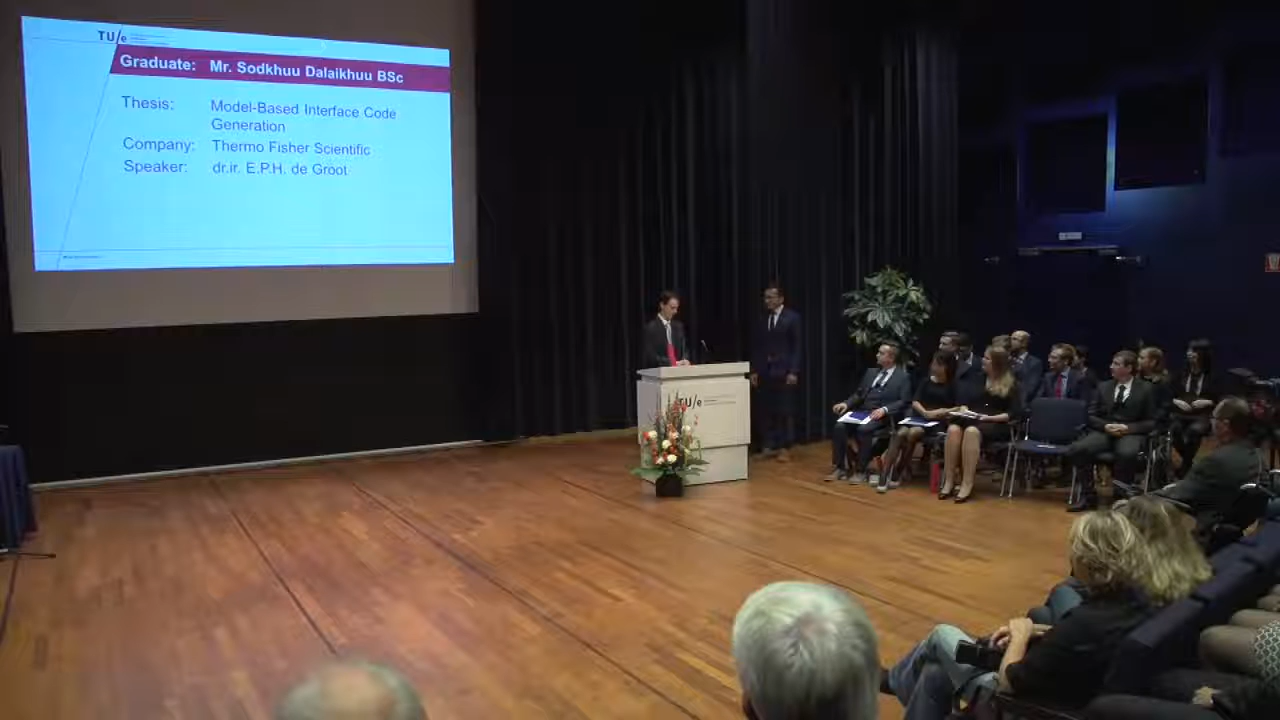 TU/e
Graduate: Mr. Sodkhuu Dalaikhuu BSc
Thesis: Model-Based Interface Code
Generation
Company: Thermo Fisher Scientific
Speaker: dr.ir. E.P.H. de Groot
TU/e